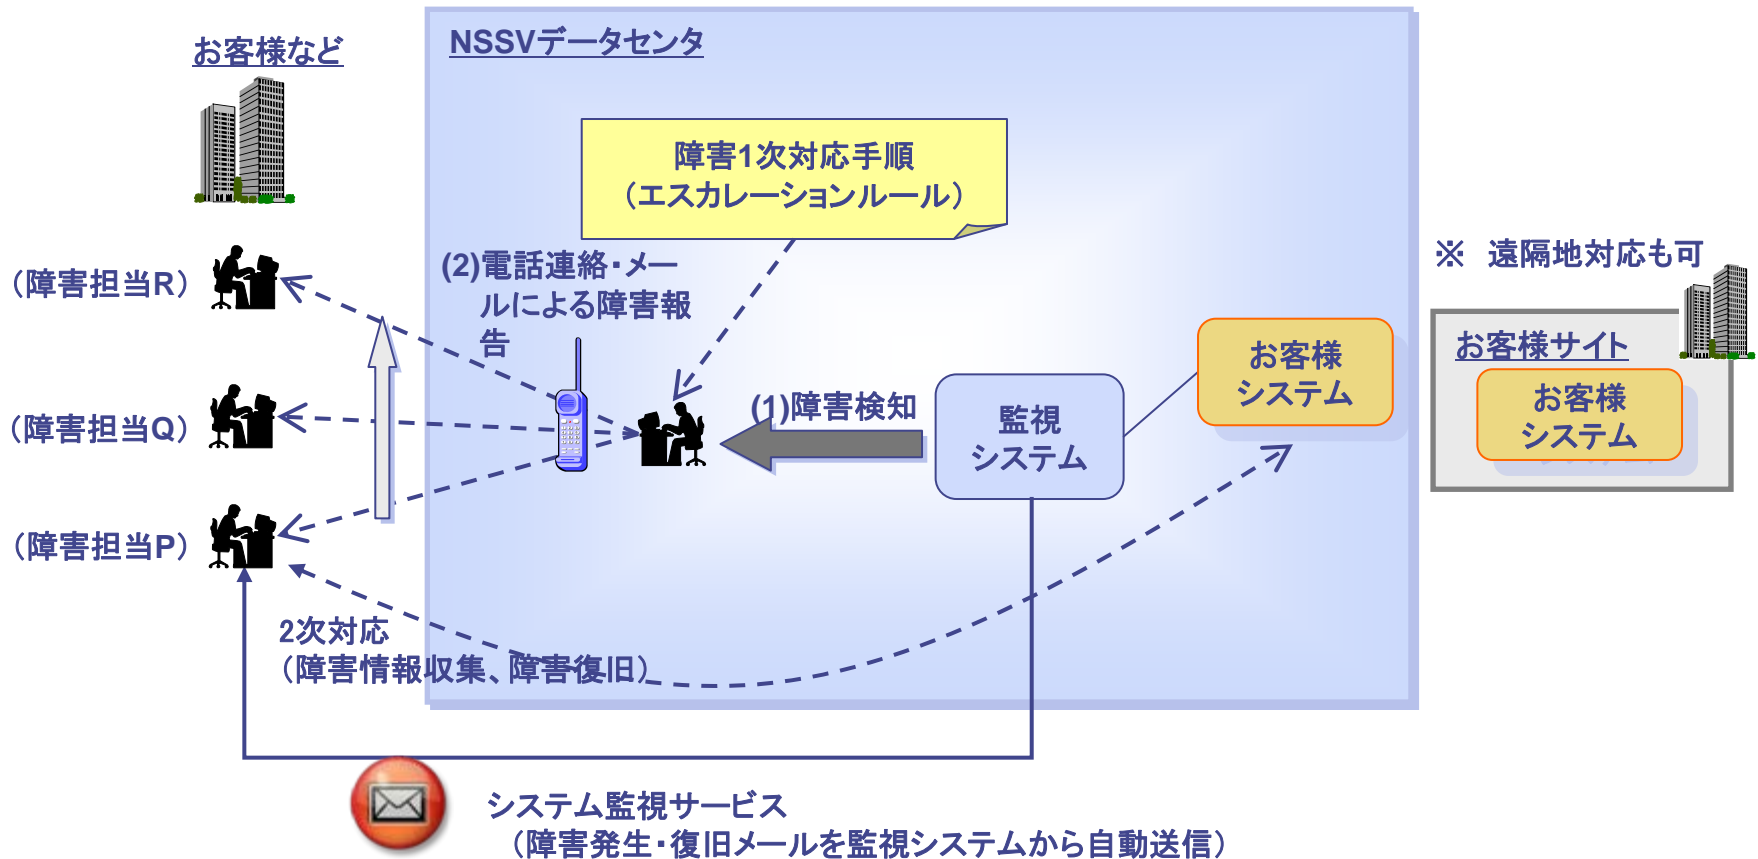 お客様など
NSSVデータセンタ
障害1次対応手順
（エスカレーションルール）
(2)電話連絡・メー
ルによる障害報
告
（障害担当R）
（障害担当Q）
（障害担当P）
(1)障害検知
監視
システム
お客様
システム
※　遠隔地対応も可
お客様サイト
お客様
システム
2次対応
（障害情報収集、障害復旧）
システム監視サービス
（障害発生・復旧メールを監視システムから自動送信）